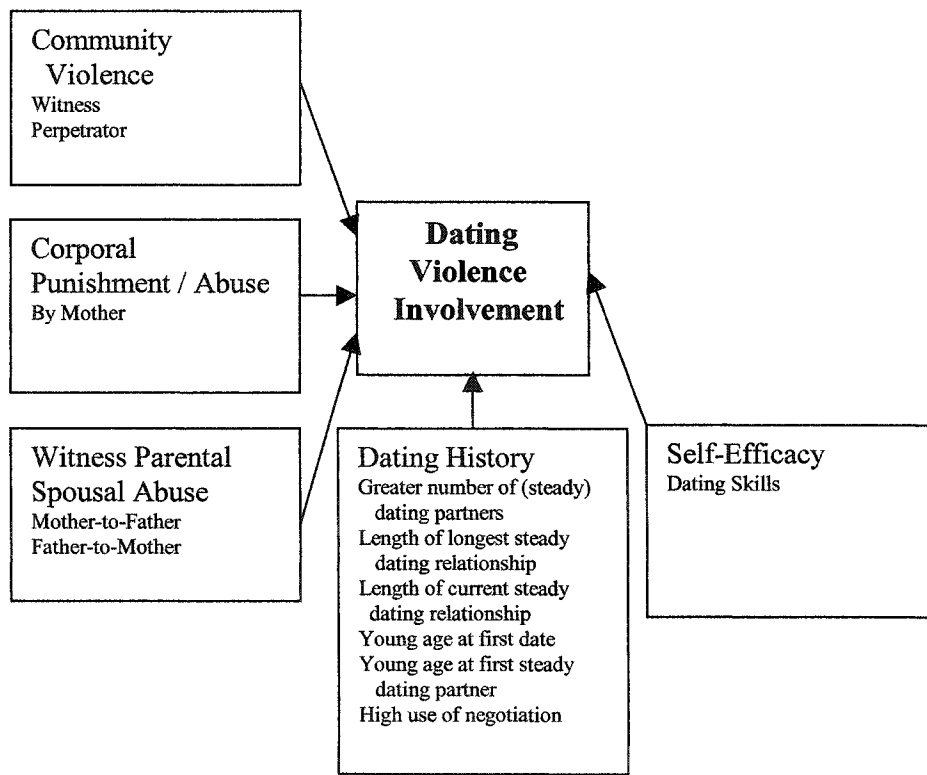 Community
Violence
Witness
Perpetrator
Corporal
Punishment / Abuse
By Mother
Witness Parental
Spousal Abuse
Mother-to-Father
Father-to-Mother
Dating
Violence
Involvement
Dating History
Greater number of (steady)
dating partners
Length of longest steady
dating relationship
Length of current steady
dating relationship
Young age at first date
Young age at first steady
dating partner
High use of negotiation
Self-Efficacy
Dating Skills